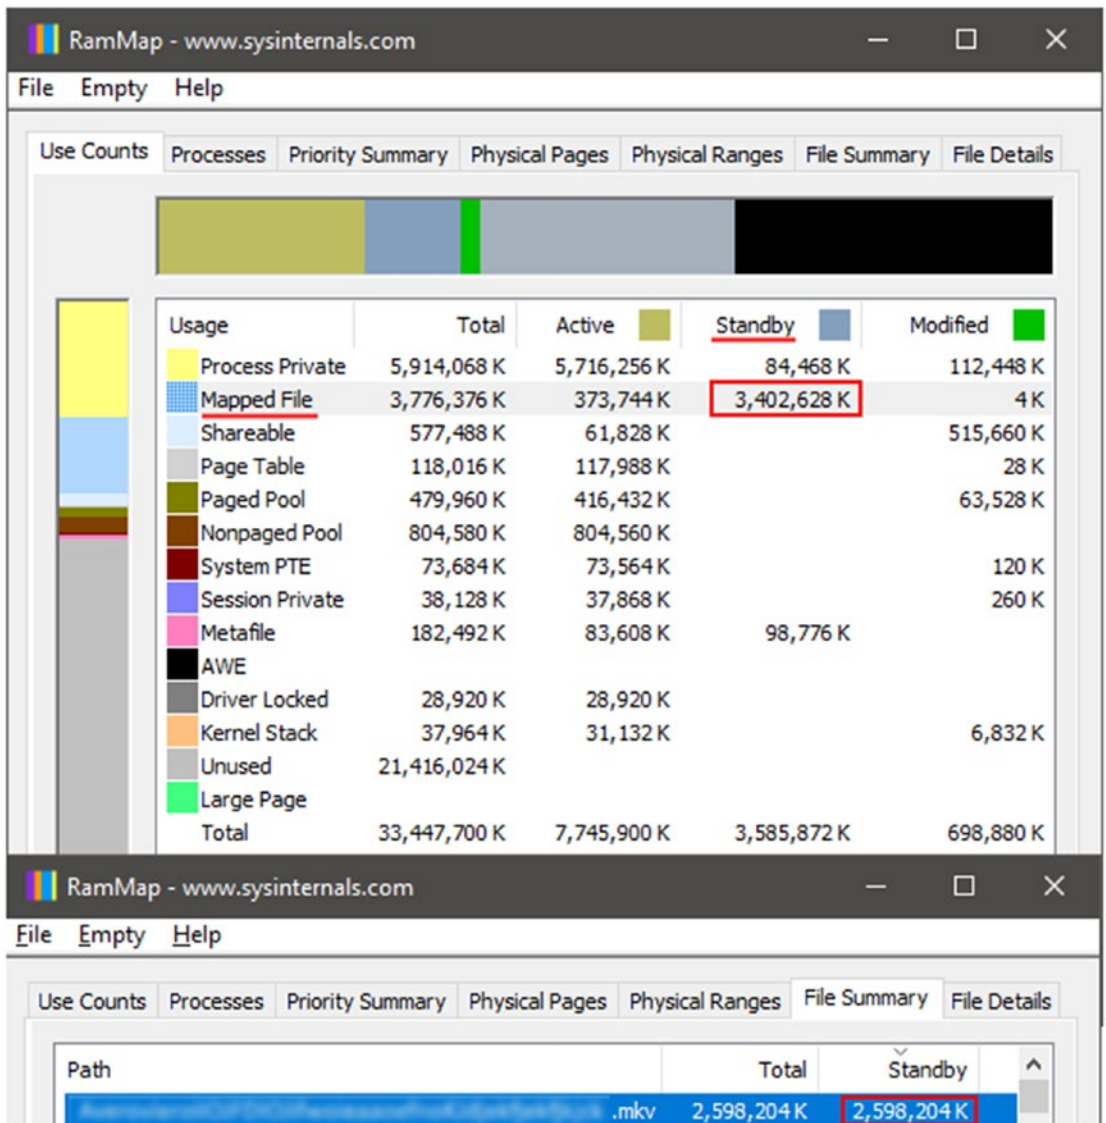 RamMap - www.sysinternals.com
File Empty Help
Use Counts Processes Priority Summary Physical Pages Physical Ranges File Summary File Details
Usage Total Active Standby Modified
Process Private 5,914,068 K 5,716,256 K 84,468 K 112,448 K
Mapped File 3,776,376 K 373,744 K 3,402,628 K 4 K
Shareable 577,488 K 61,828 K 515,660 K
Page Table 118,016 K 117,988 K 28 K
Paged Pool 479,960 K 416,432 K 63,528 K
Nonpaged Pool 804,580 K 804,560 K
System PTE 73,684 K 73,564 K 120 K
Session Private 38,128 K 37,868 K 260 K
Metafile 182,492 K 83,608 K 98,776 K
AWE
Driver Locked 28,920 K 28,920 K
Kernel Stack 37,964 K 31,132 K 6,832 K
Unused 21,416,024 K
Large Page
Total 33,447,700 K 7,745,900 K 3,585,872 K 698,880 K
RamMap - www.sysinternals.com
File Empty Help
Use Counts Processes Priority Summary Physical Pages Physical Ranges File Summary File Details
Path Total Standby
.mkv 2,598,204 K 2,598,204 K